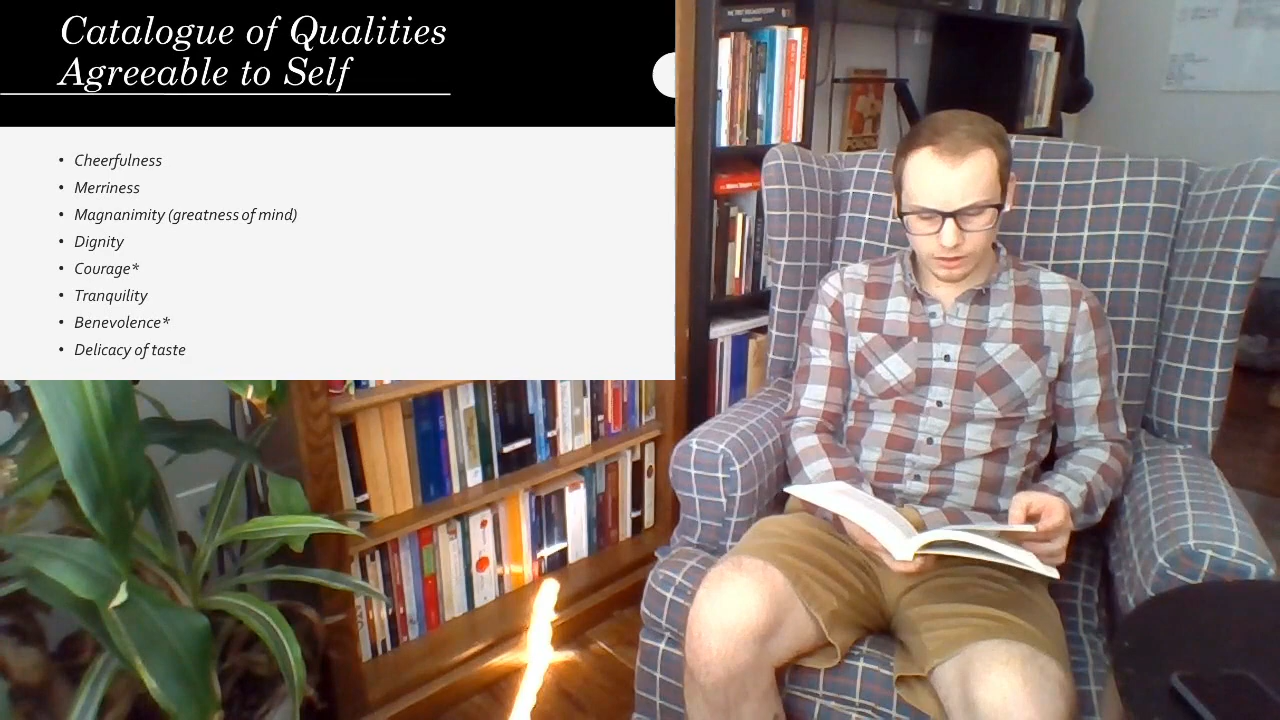 Catalogue of Qualities
Agreeable to Self
• Cheerfulness
• Merriness
• Magnanimity (greatness of mind)
• Dignity
• Courage*
• Tranquility
• Benevolence*
• Delicacy of taste